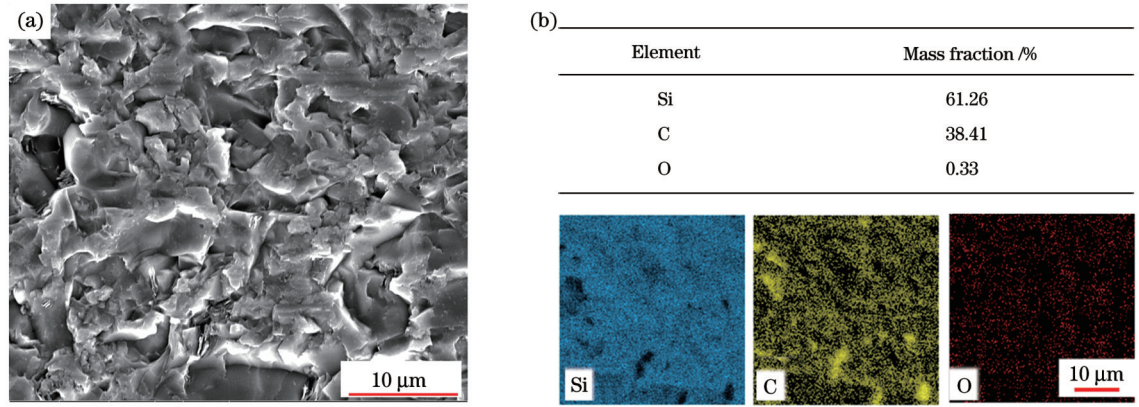 (a)
10 μm
(b)
Element Mass fraction /%
Si 61.26
C 38.41
O 0.33
Si
C
O
10 μm